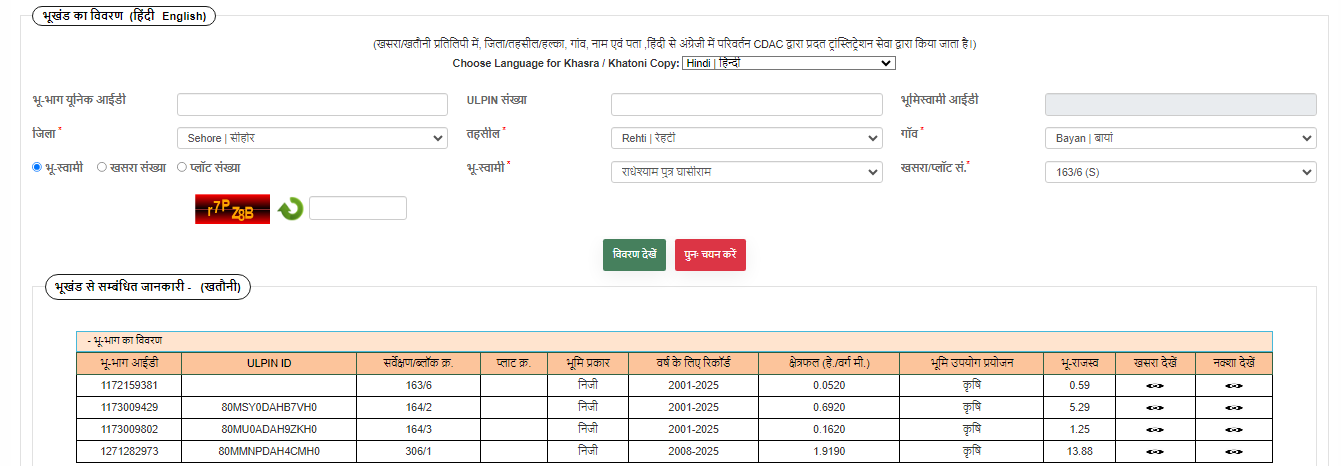 भूखंड का विवरण (हिंदी English)
(खसरा/खतौनी प्रतिलिपी में, जिला/तहसील/हल्का, गांव, नाम एवं पता ,हिंदी से अंग्रेजी में परिवर्तन CDAC द्वारा प्रदत ट्रांस्लिट्रेशन सेवा द्वारा किया जाता है।)
Choose Language for Khasra / Khatoni Copy: Hindi | हिन्दी
भू-भाग यूनिक आईडी ULPIN संख्या भूमिस्वामी आईडी
जिला * Sehore | सीहोर तहसील * Rehti | रेहटी गाँव * Bayan | बायां
भू-स्वामी खसरा संख्या प्लॉट संख्या भू-स्वामी * राधेश्याम पुत्र घासीराम खसरा/प्लॉट सं.* 163/6 (S)
r7PZ8B
विवरण देखें पुनः चयन करें
भूखंड से सम्बंधित जानकारी - (खतौनी)
- भू-भाग का विवरण
भू-भाग आईडी ULPIN ID सर्वेक्षण/ब्लॉक क्र. प्लाट क्र. भूमि प्रकार वर्ष के लिए रिकॉर्ड क्षेत्रफल (हे./वर्ग मी.) भूमि उपयोग प्रयोजन भू-राजस्व खसरा देखें नक्शा देखें
1172159381 163/6 निजी 2001-2025 0.0520 कृषि 0.59
1173009429 80MSY0DAHB7VH0 164/2 निजी 2001-2025 0.6920 कृषि 5.29
1173009802 80MU0ADAH9ZKH0 164/3 निजी 2001-2025 0.1620 कृषि 1.25
1271282973 80MMNPDAH4CMH0 306/1 निजी 2008-2025 1.9190 कृषि 13.88